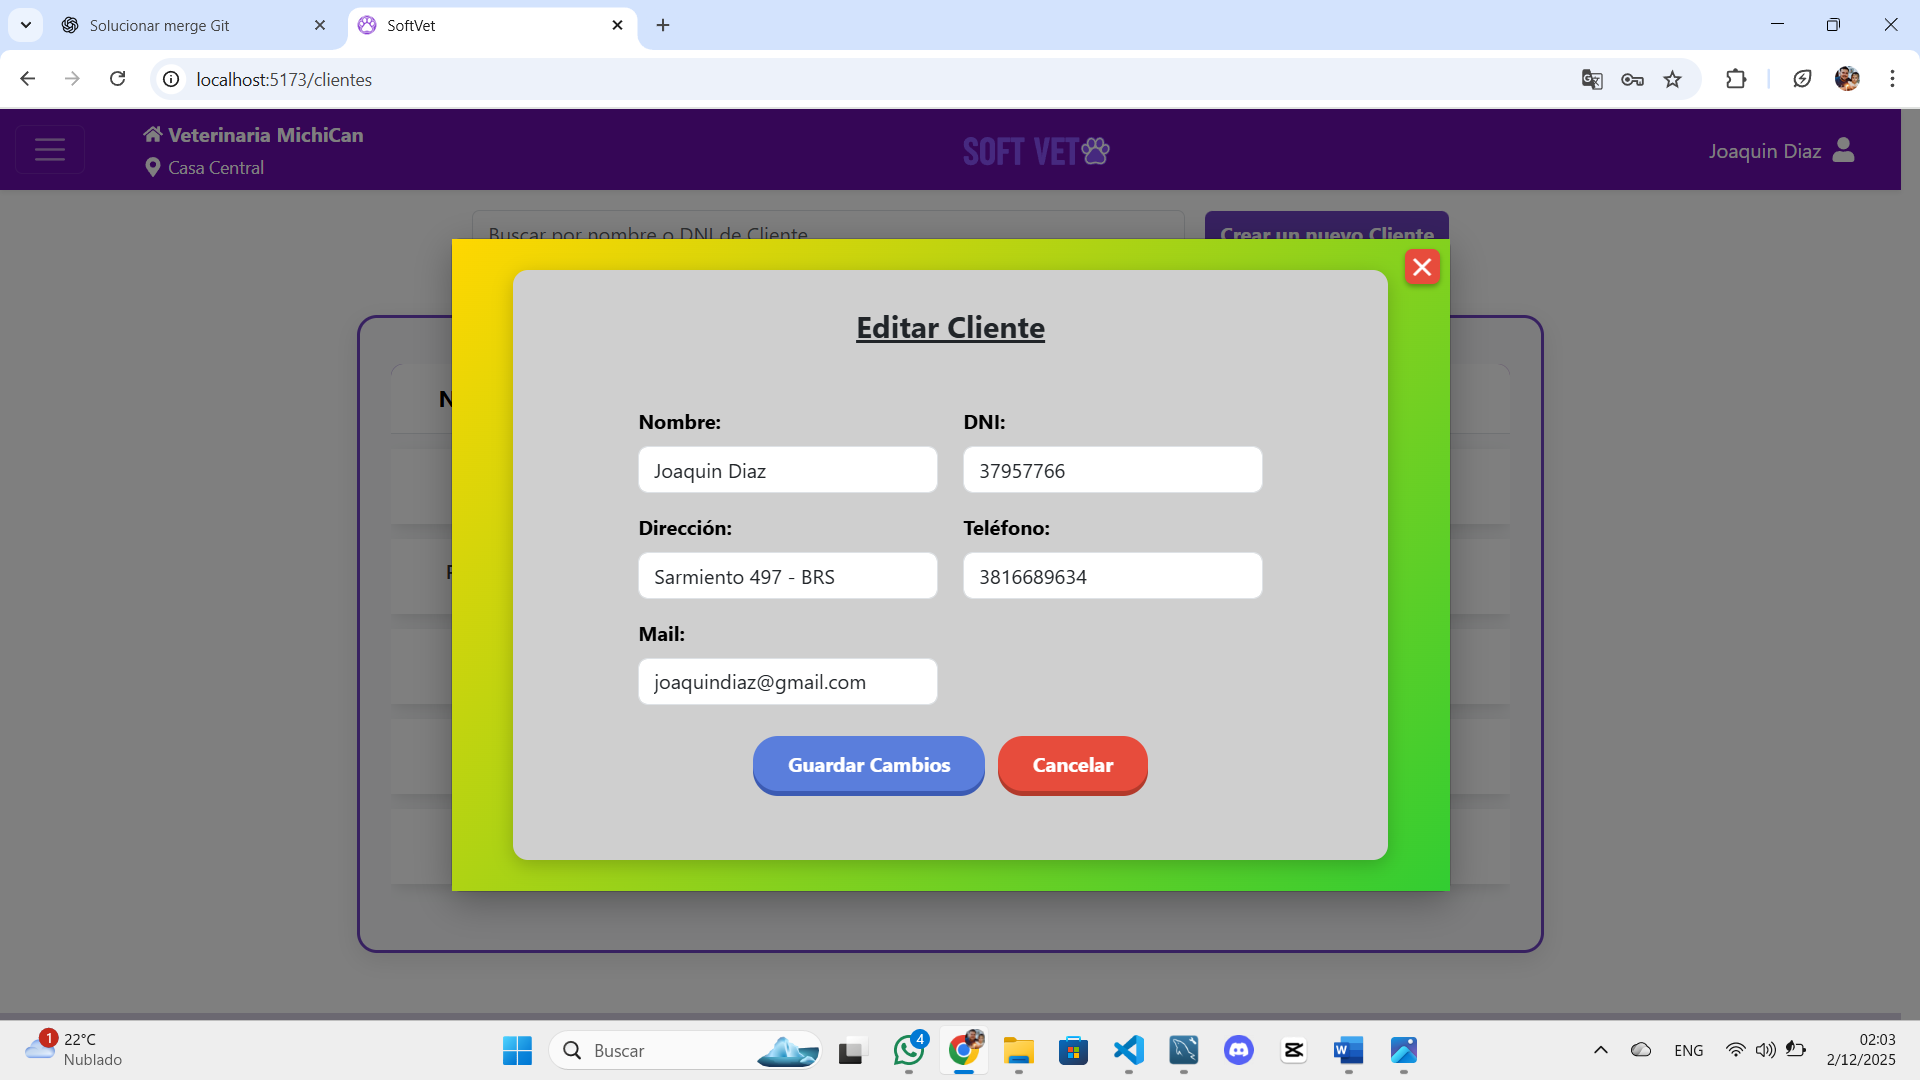 Solucionar merge Git
SoftVet
localhost:5173/clientes
Veterinaria MichiCan
Casa Central
SOFT VET
Joaquin Diaz
Buscar por nombre o DNI de Cliente
Crear un nuevo Cliente
Editar Cliente
Nombre:
DNI:
Joaquin Diaz
37957766
Dirección:
Teléfono:
Sarmiento 497 - BRS
3816689634
Mail:
joaquindiaz@gmail.com
Guardar Cambios
Cancelar
1
22°C
Nublado
Buscar
4
ENG
02:03
2/12/2025